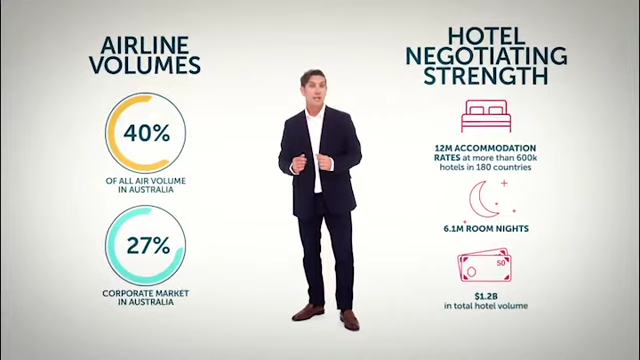 AIRLINE
VOLUMES
40%
OF ALL AIR VOLUME
IN AUSTRALIA
27%
CORPORATE MARKET
IN AUSTRALIA
HOTEL
NEGOTIATING
STRENGTH
12M ACCOMMODATION
RATES at more than 600k
hotels in 180 countries
6.1M ROOM NIGHTS
50
$1.2B
in total hotel volume